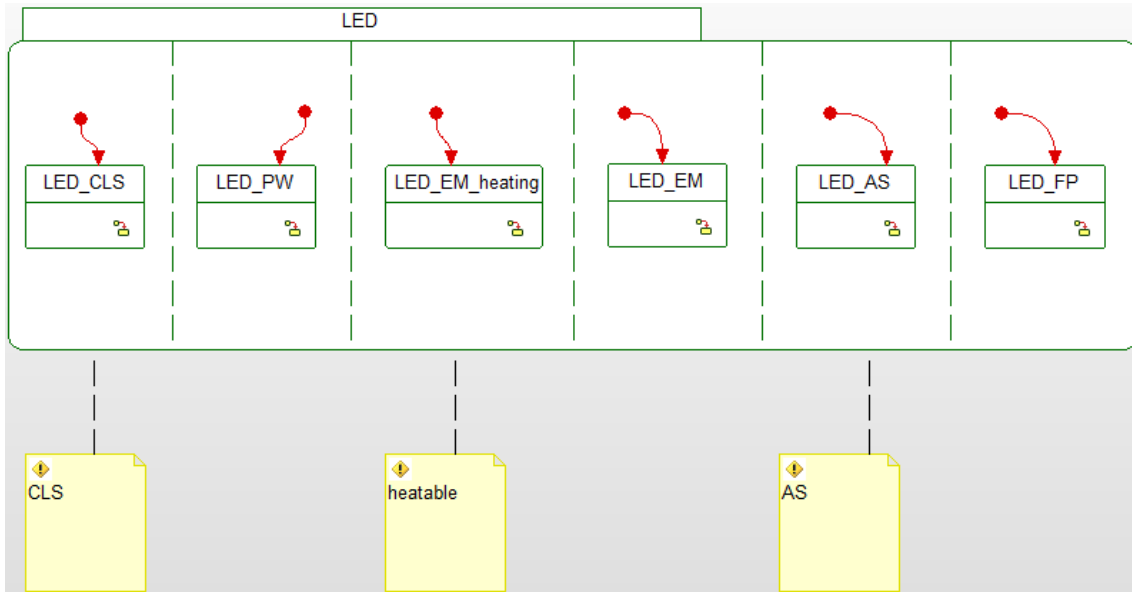 LED
LED_CLS
LED_PW
LED_EM_heating
LED_EM
LED_AS
LED_FP
CLS
heatable
AS